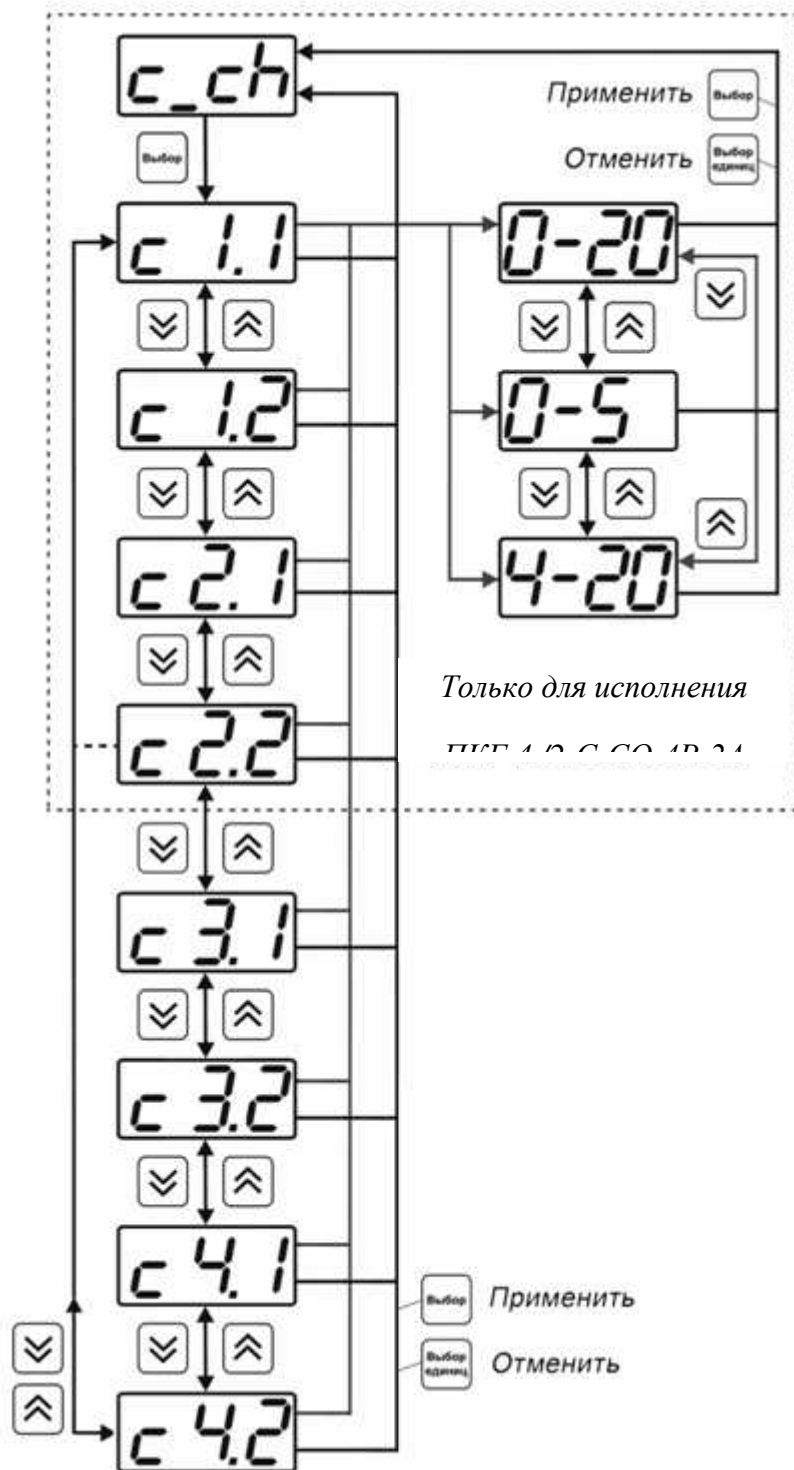 c_ch
Применить Выбор
Отменить Выбор единиц
Выбор
c 1.1
0-20
c 1.2
0-5
c 2.1
4-20
Только для исполнения
c 2.2
c 3.1
c 3.2
c 4.1
Выбор Применить
Выбор единиц Отменить
c 4.2